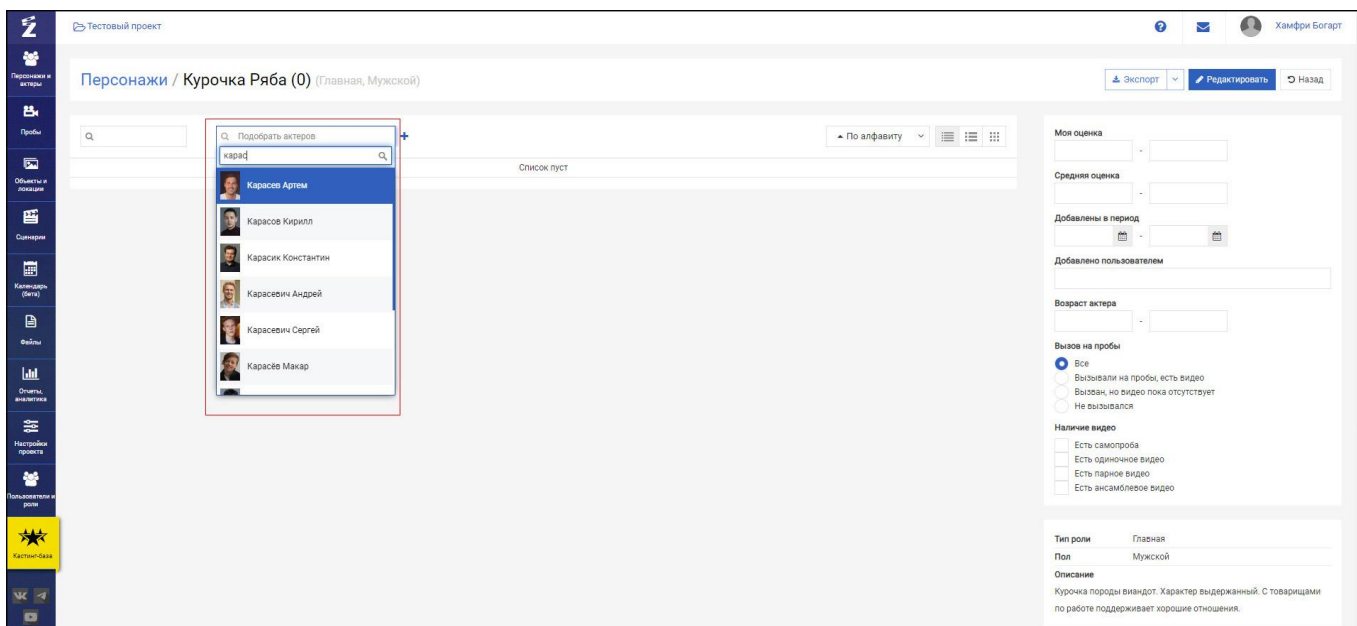 Тестовый проект
Хамфри Богарт
Персонажи и
актеры
Пробы
Объекты и
локации
Сценарии
Календарь
(бета)
Файлы
Отчеты,
аналитика
Настройки
проекта
Пользователи и
роли
Кастинг-база
Персонажи / Курочка Ряба (0) (Главная, Мужской)
Экспорт
Редактировать
Назад
Подобрать актеров
+
По алфавиту
карас
Список пуст
Карасев Артем
Карасов Кирилл
Карасик Константин
Карасевич Андрей
Карасевич Сергей
Карасёв Макар
Моя оценка
-
Средняя оценка
-
Добавлены в период
-
Добавлено пользователем
Возраст актера
-
Вызов на пробы
Все
Вызывали на пробы, есть видео
Вызван, но видео пока отсутствует
Не вызывался
Наличие видео
Есть самопроба
Есть одиночное видео
Есть парное видео
Есть ансамблевое видео
Тип роли Главная
Пол Мужской
Описание
Курочка породы виандот. Характер выдержанный. С товарищами
по работе поддерживает хорошие отношения.